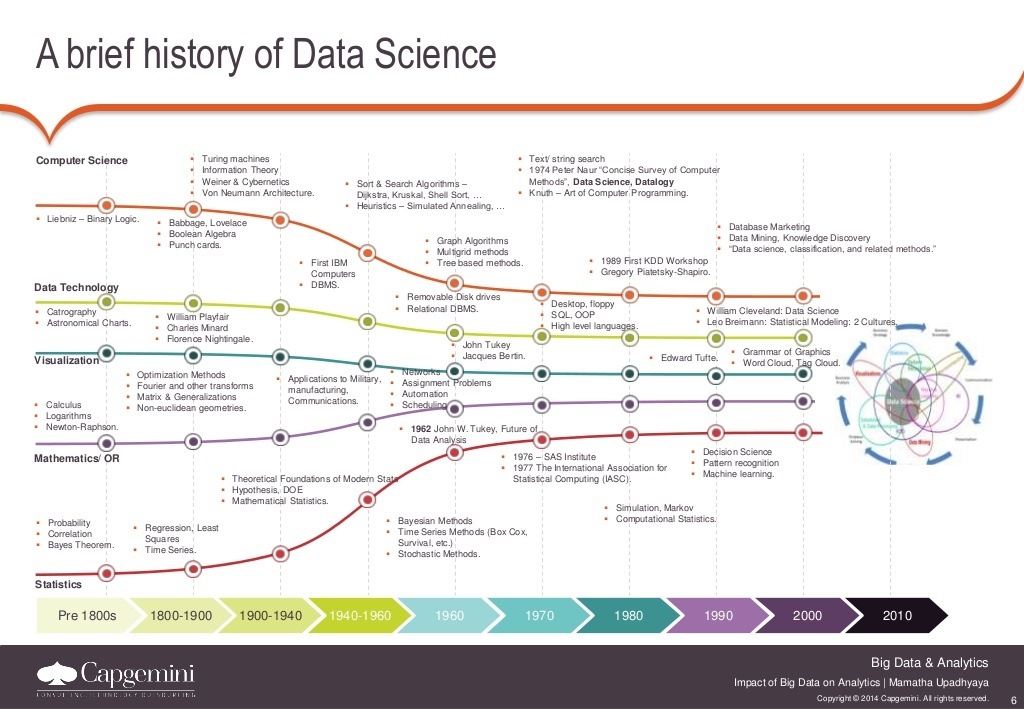 A brief history of Data Science
Computer Science
▪ Turing machines
▪ Information Theory
▪ Weiner & Cybernetics
▪ Von Neumann Architecture.
▪ Sort & Search Algorithms –
Dijkstra, Kruskal, Shell Sort, …
▪ Heuristics – Simulated Annealing, …
▪ Text/ string search
▪ 1974 Peter Naur “Concise Survey of Computer
Methods”, Data Science, Datalogy
▪ Knuth – Art of Computer Programming.
▪ Liebniz – Binary Logic.
▪ Babbage, Lovelace
▪ Boolean Algebra
▪ Punch cards.
▪ First IBM
Computers
▪ DBMS.
▪ Graph Algorithms
▪ Multigrid methods
▪ Tree based methods.
▪ 1989 First KDD Workshop
▪ Gregory Piatetsky-Shapiro.
▪ Database Marketing
▪ Data Mining, Knowledge Discovery
▪ “Data science, classification, and related methods.”
Data Technology
▪ Catrography
▪ Astronomical Charts.
▪ William Playfair
▪ Charles Minard
▪ Florence Nightingale.
▪ Removable Disk drives
▪ Relational DBMS.
▪ Desktop, floppy
▪ SQL, OOP
▪ High level languages.
▪ William Cleveland: Data Science
▪ Leo Breimann: Statistical Modeling: 2 Cultures
▪ John Tukey
▪ Jacques Bertin.
▪ Edward Tufte.
▪ Grammar of Graphics
▪ Word Cloud, Tag Cloud.
Visualization
▪ Calculus
▪ Logarithms
▪ Newton-Raphson.
▪ Optimization Methods
▪ Fourier and other transforms
▪ Matrix & Generalizations
▪ Non-euclidean geometries.
▪ Applications to Military,
manufacturing,
Communications.
▪ Networks
▪ Assignment Problems
▪ Automation
▪ Scheduling
▪ 1962 John W. Tukey, Future of
Data Analysis
Mathematics/ OR
▪ Theoretical Foundations of Modern Stats
▪ Hypothesis, DOE
▪ Mathematical Statistics.
▪ 1976 – SAS Institute
▪ 1977 The International Association for
Statistical Computing (IASC).
▪ Decision Science
▪ Pattern recognition
▪ Machine learning.
▪ Probability
▪ Correlation
▪ Bayes Theorem.
▪ Regression, Least
Squares
▪ Time Series.
▪ Bayesian Methods
▪ Time Series Methods (Box Cox,
Survival, etc.)
▪ Stochastic Methods.
▪ Simulation, Markov
▪ Computational Statistics.
Statistics
Visualisation
Data Science
Data Mining
Pre 1800s
1800-1900
1900-1940
1940-1960
1960
1970
1980
1990
2000
2010
Capgemini
CONSULTING.TECHNOLOGY.OUTSOURCING
Big Data & Analytics
Impact of Big Data on Analytics | Mamatha Upadhyaya
Copyright © 2014 Capgemini. All rights reserved.
6